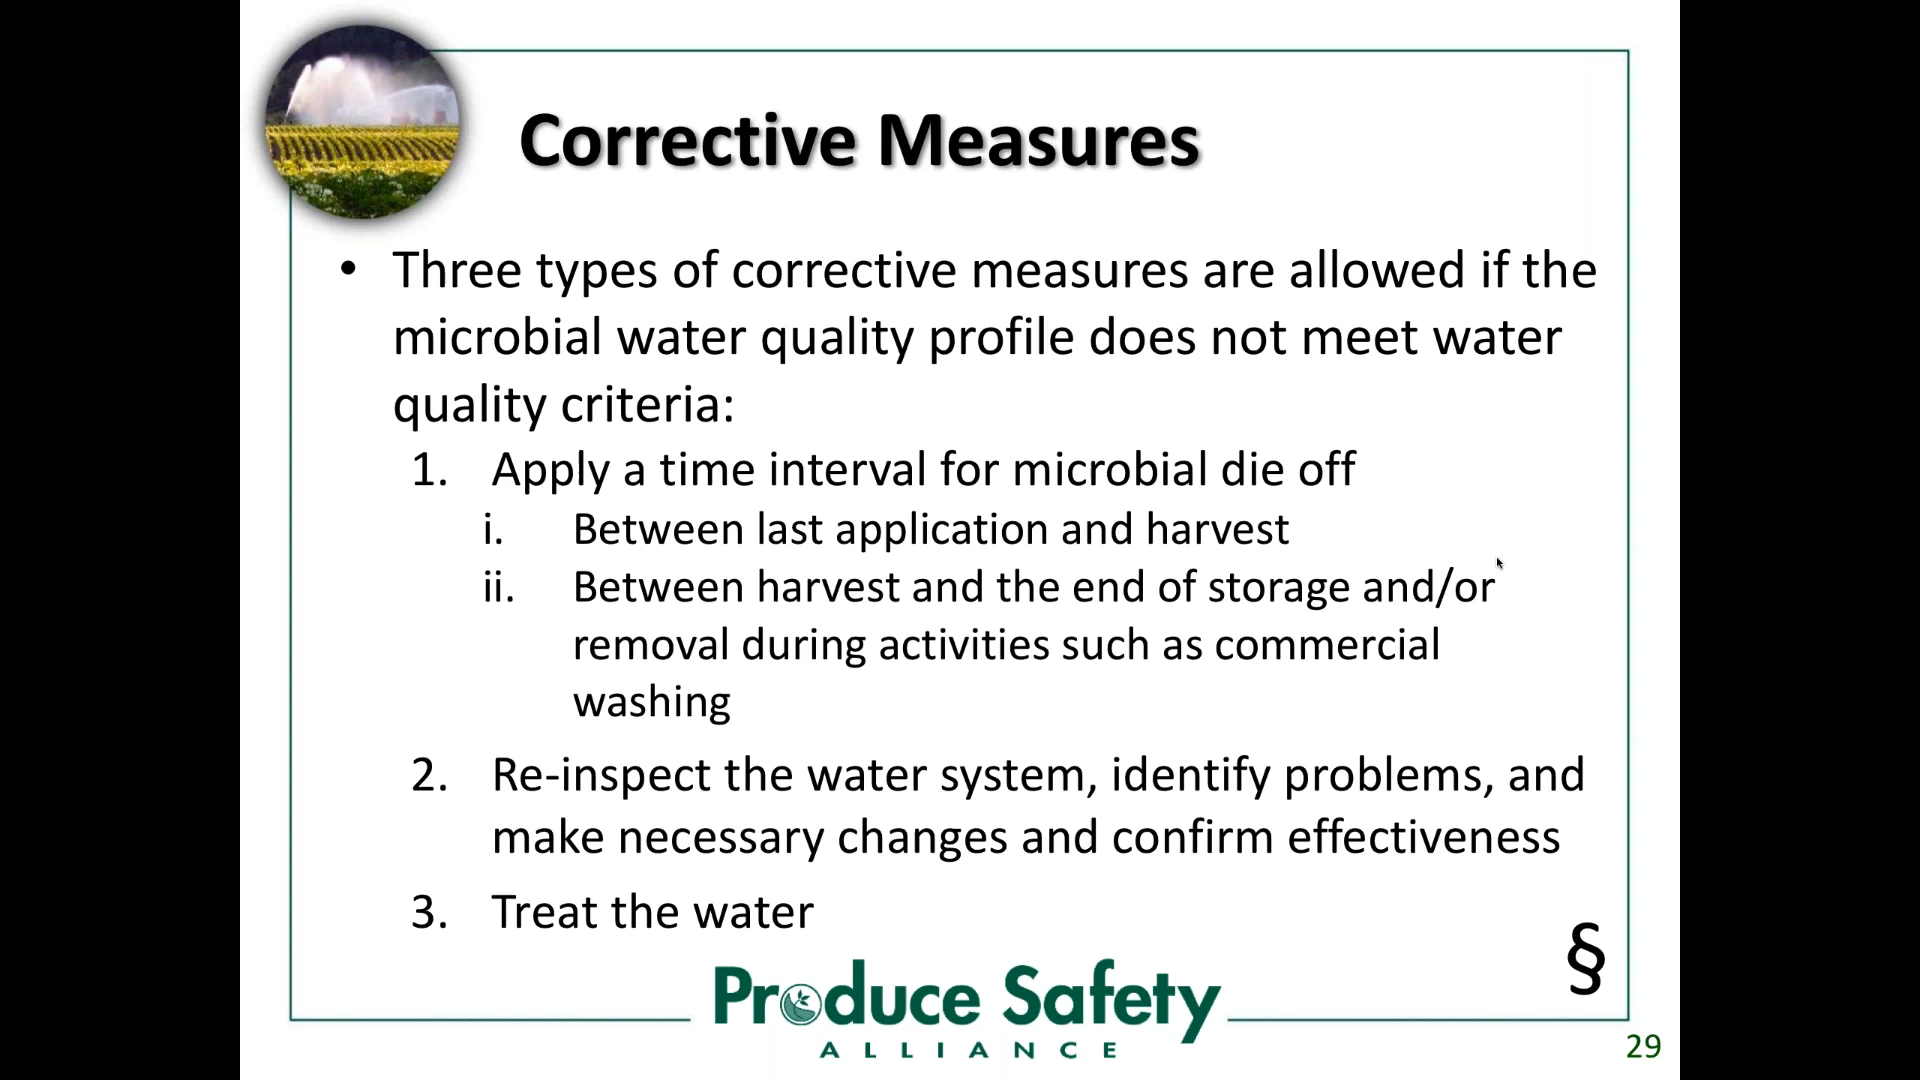 Corrective Measures
• Three types of corrective measures are allowed if the
microbial water quality profile does not meet water
quality criteria:
1. Apply a time interval for microbial die off
i. Between last application and harvest
ii. Between harvest and the end of storage and/or
removal during activities such as commercial
washing
2. Re-inspect the water system, identify problems, and
make necessary changes and confirm effectiveness
3. Treat the water
§
Produce Safety
ALLIANCE
29